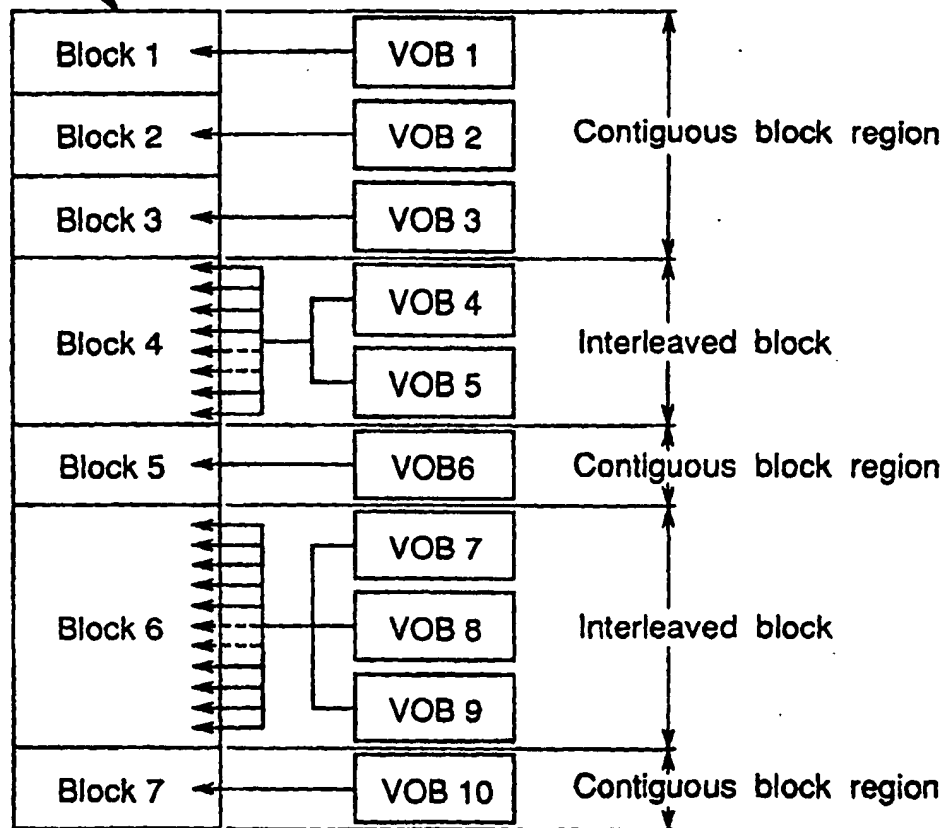 Block 1
VOB 1
Block 2
VOB 2
Contiguous block region
Block 3
VOB 3
VOB 4
Block 4
Interleaved block
VOB 5
Block 5
VOB6
Contiguous block region
VOB 7
Block 6
VOB 8
Interleaved block
VOB 9
Block 7
VOB 10
Contiguous block region